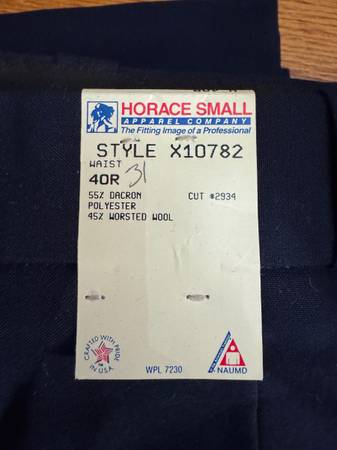 HORACE SMALL
APPAREL COMPANY
The Fitting Image of a Professional
STYLE X10782
WAIST
40R 31
55% DACRON CUT #2934
POLYESTER
45% WORSTED WOOL
CRAFTED WITH PRIDE
IN U.S.A.
WPL 7230
NAUMD